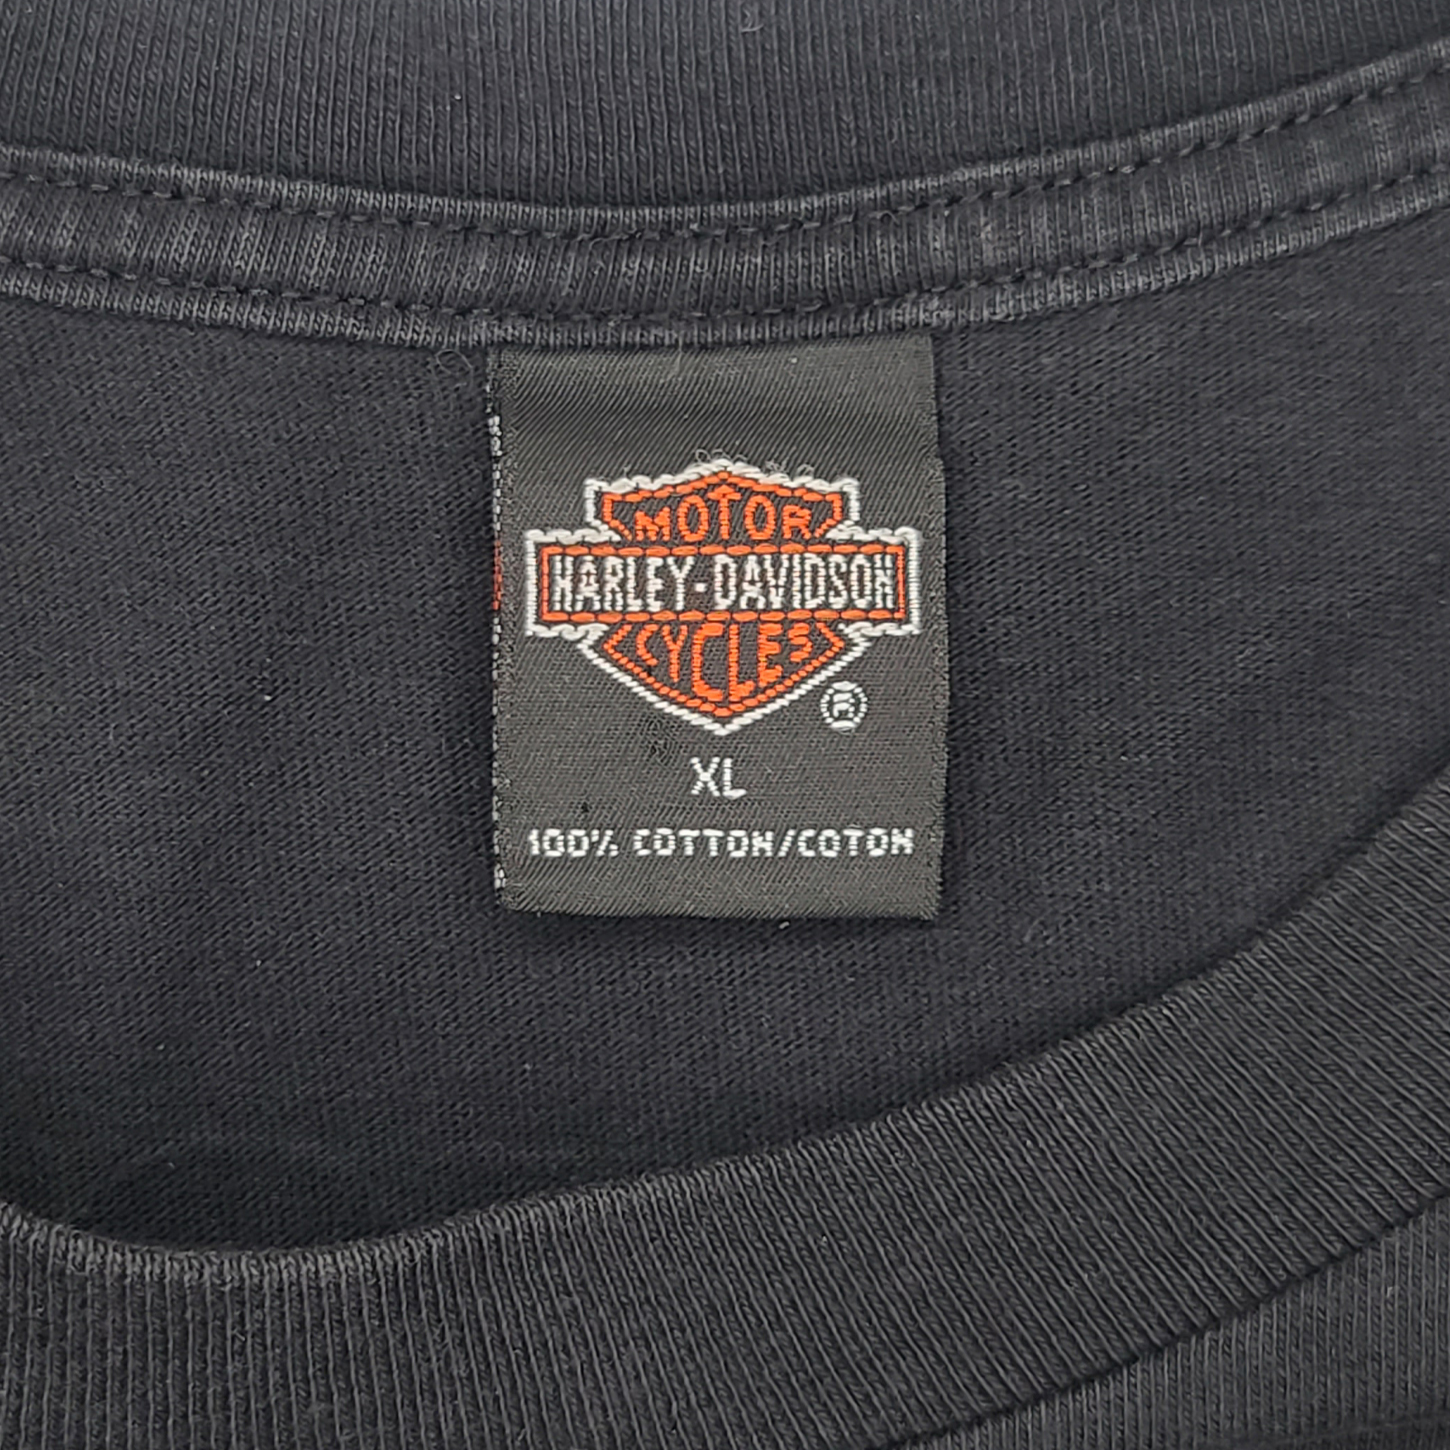 MOTOR
HARLEY-DAVIDSON
CYCLES
®
XL
100% COTTON/COTON